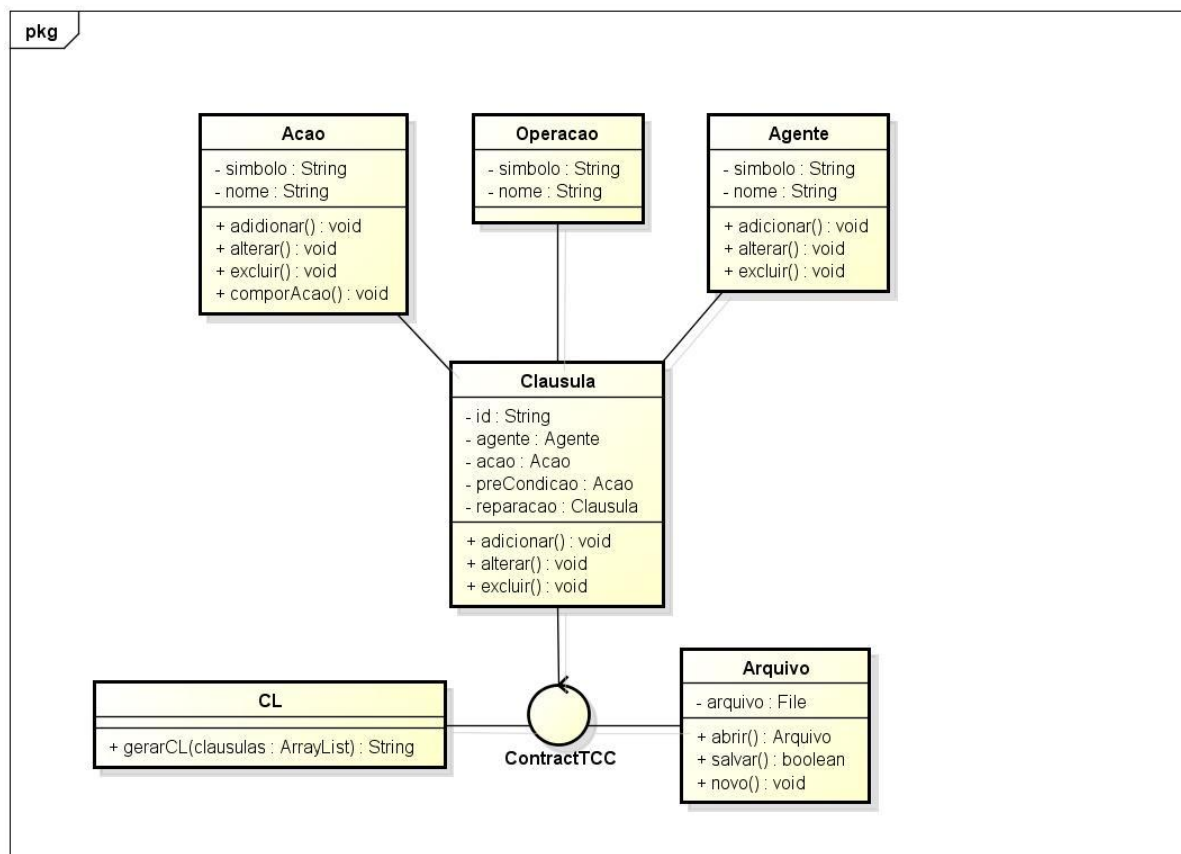 pkg
Acao
- simbolo : String
- nome : String
+ adidionar() : void
+ alterar() : void
+ excluir() : void
+ comporAcao() : void
Operacao
- simbolo : String
- nome : String
Agente
- simbolo : String
- nome : String
+ adicionar() : void
+ alterar() : void
+ excluir() : void
Clausula
- id : String
- agente : Agente
- acao : Acao
- preCondicao : Acao
- reparacao : Clausula
+ adicionar() : void
+ alterar() : void
+ excluir() : void
CL
+ gerarCL(clausulas : ArrayList) : String
ContractTCC
Arquivo
- arquivo : File
+ abrir() : Arquivo
+ salvar() : boolean
+ novo() : void